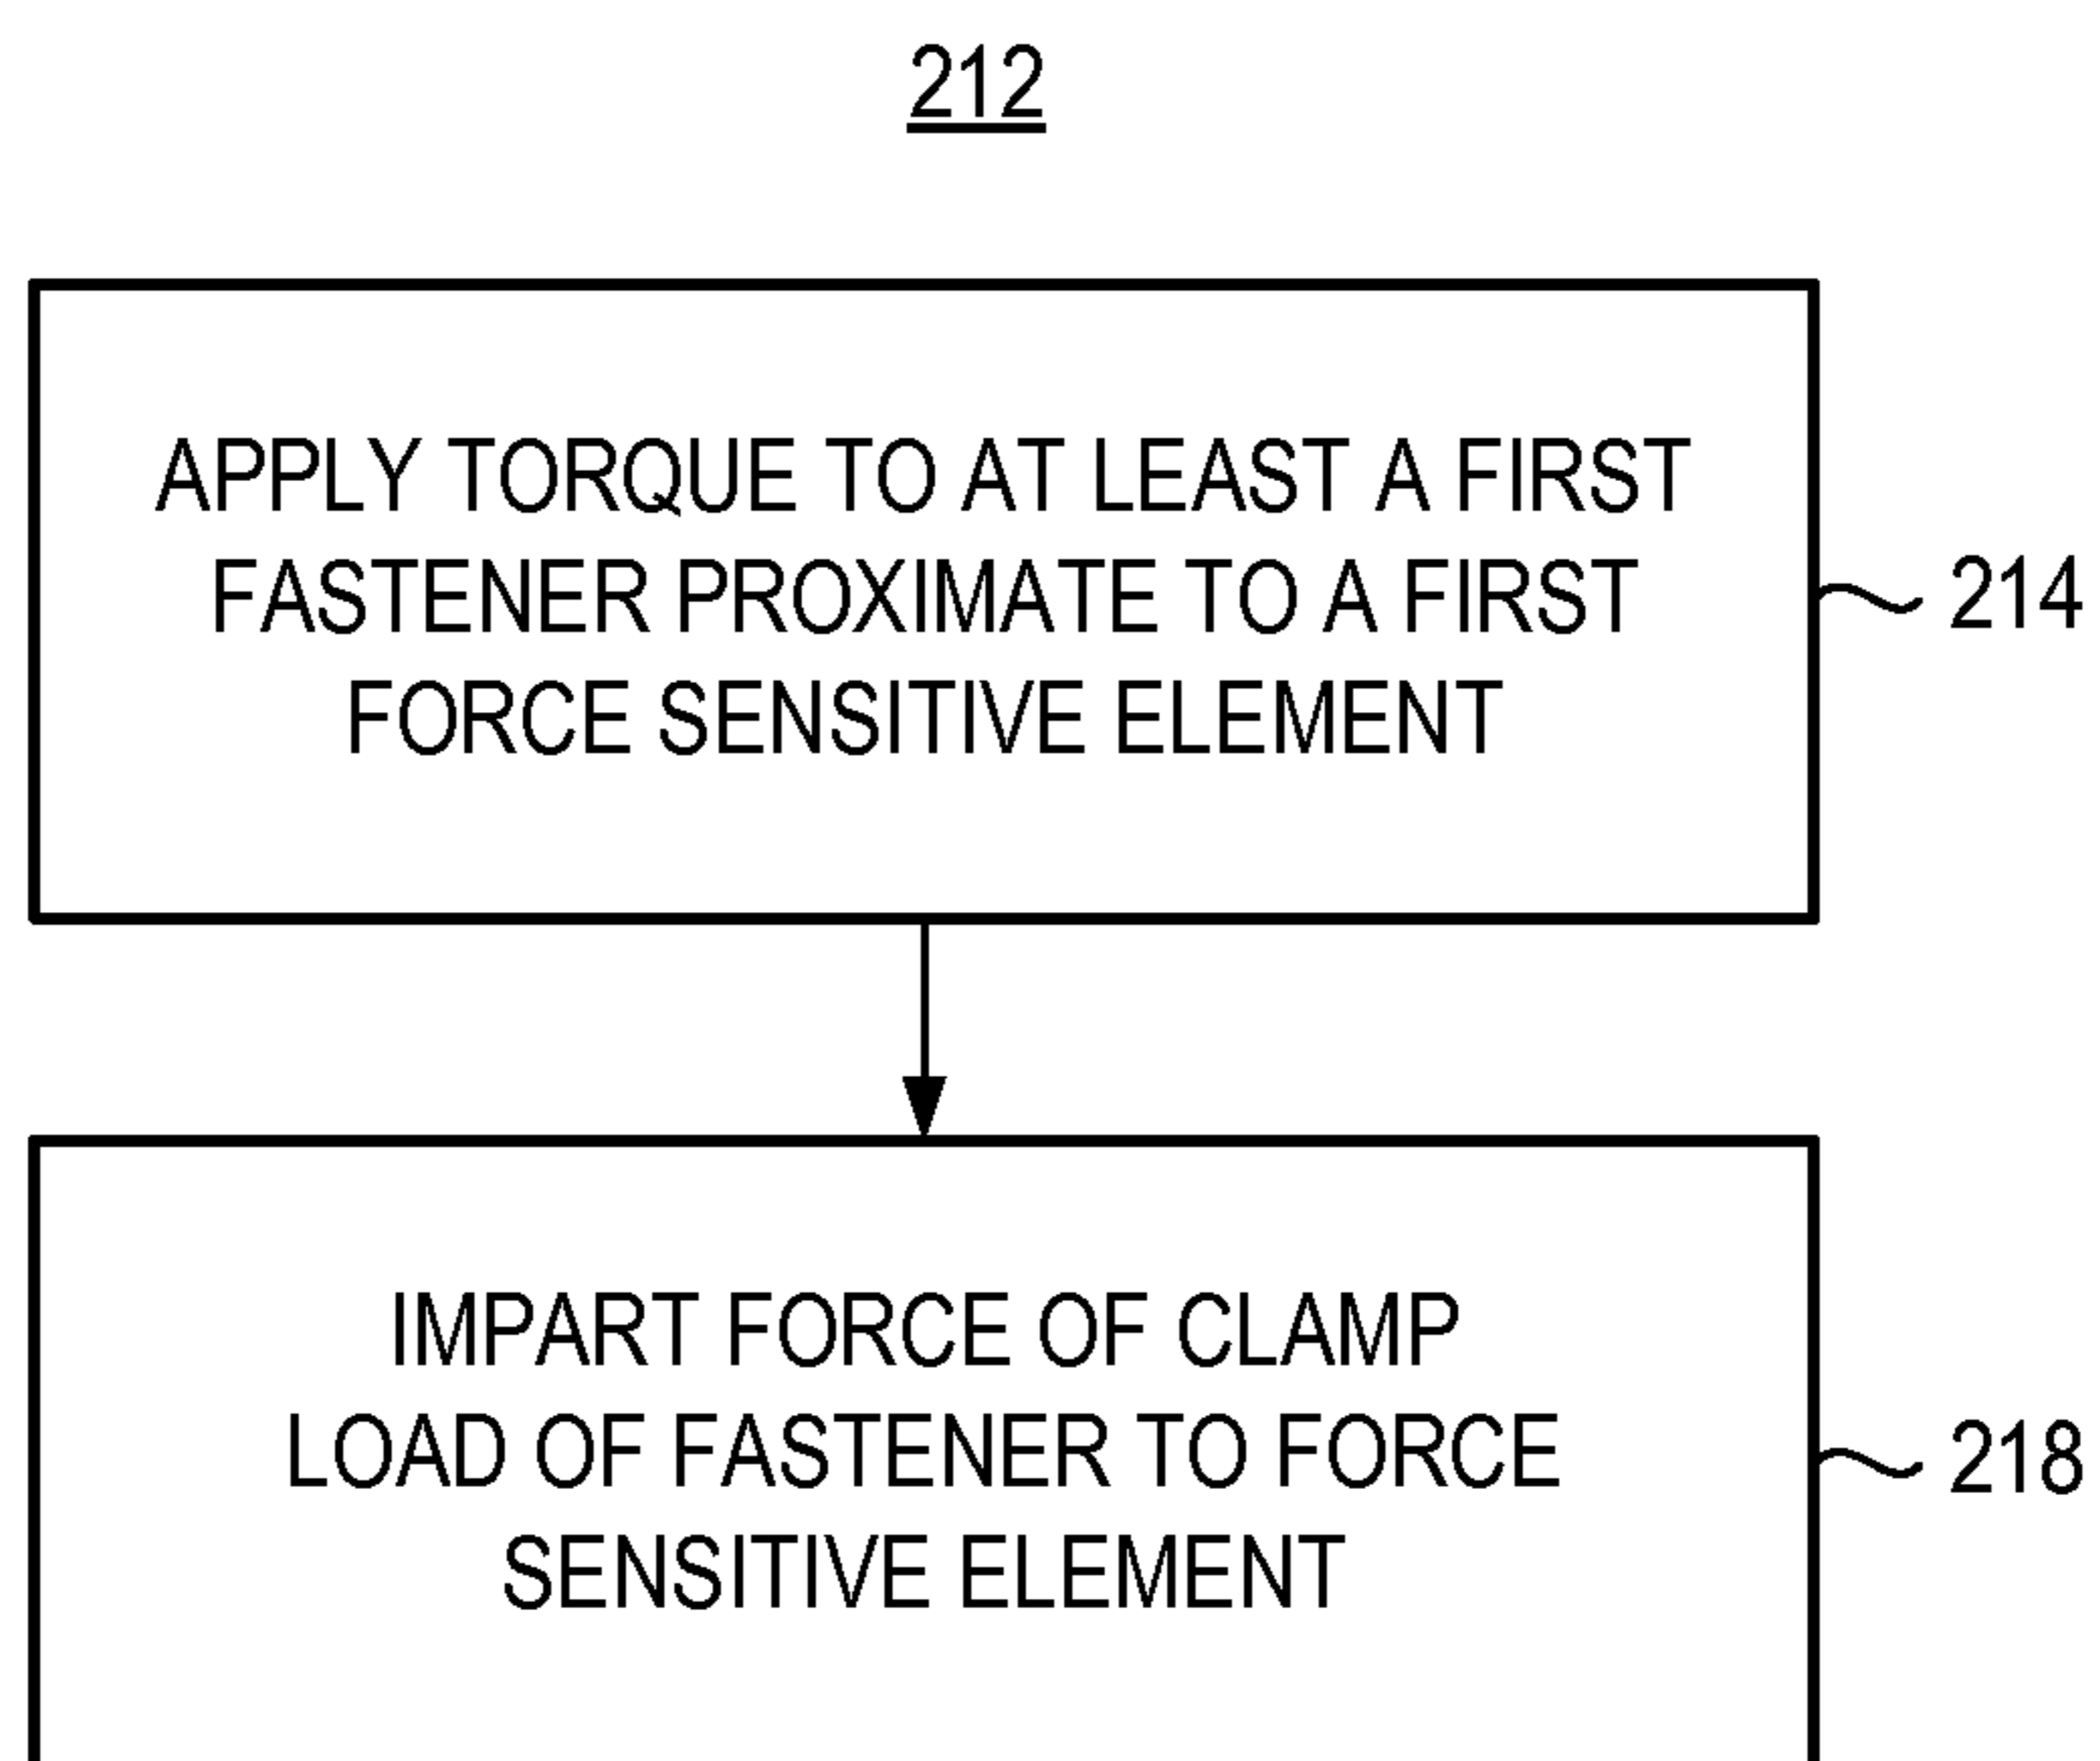 212
APPLY TORQUE TO AT LEAST A FIRST
FASTENER PROXIMATE TO A FIRST
FORCE SENSITIVE ELEMENT
214
IMPART FORCE OF CLAMP
LOAD OF FASTENER TO FORCE
SENSITIVE ELEMENT
218